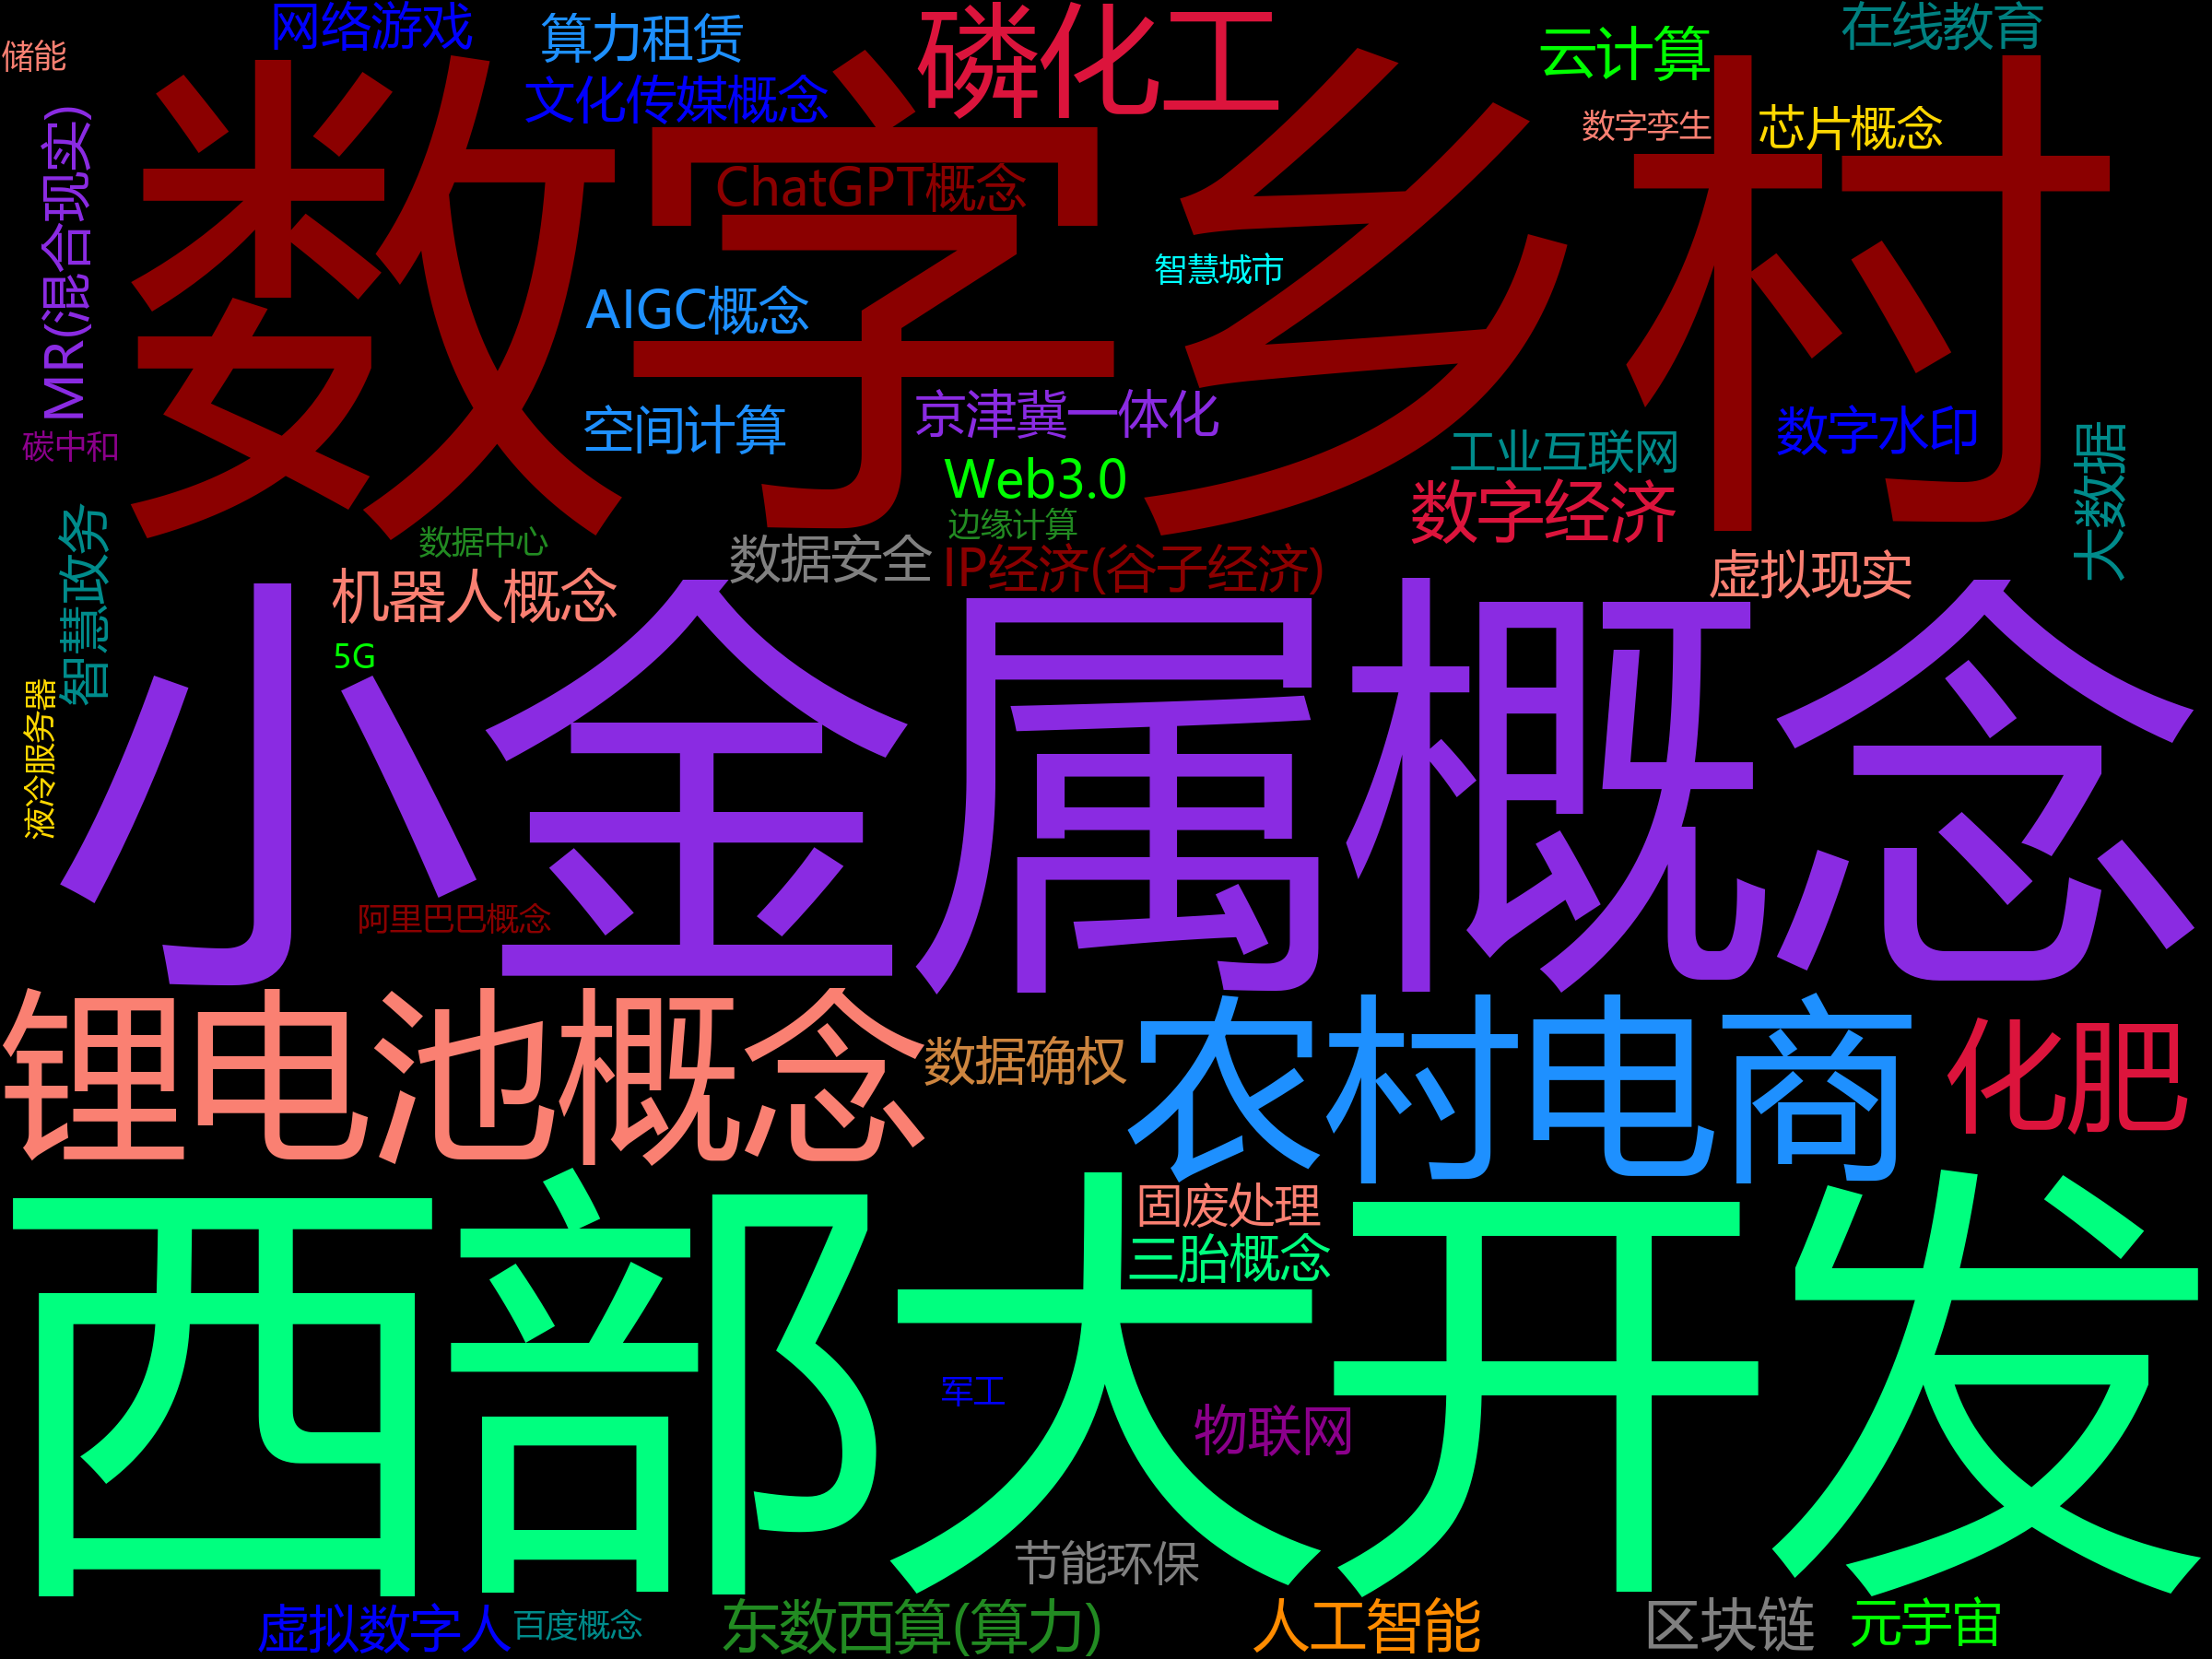 网络游戏
算力租赁
磷化工
云计算
在线教育
储能
文化传媒概念
数字孪生
芯片概念
数字乡村
MR(混合现实)
ChatGPT概念
智慧城市
AIGC概念
空间计算
京津冀一体化
数字水印
碳中和
工业互联网
Web3.0
大数据
数字经济
边缘计算
数据中心
数据安全
IP经济(谷子经济)
虚拟现实
智慧政务
机器人概念
5G
液冷服务器
小金属概念
阿里巴巴概念
锂电池概念
数据确权
农村电商
化肥
固废处理
三胎概念
西部大开发
军工
物联网
节能环保
虚拟数字人
百度概念
东数西算(算力)
人工智能
区块链
元宇宙